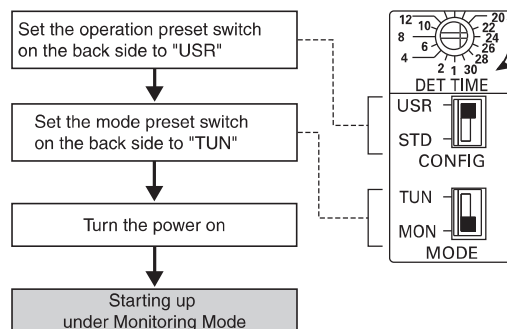 Set the operation preset switch
on the back side to "USR"
Set the mode preset switch
on the back side to "TUN"
Turn the power on
Starting up
under Monitoring Mode
12
10
8
6
4
2
1
30
28
26
24
22
20
DET TIME
USR
STD
CONFIG
TUN
MON
MODE